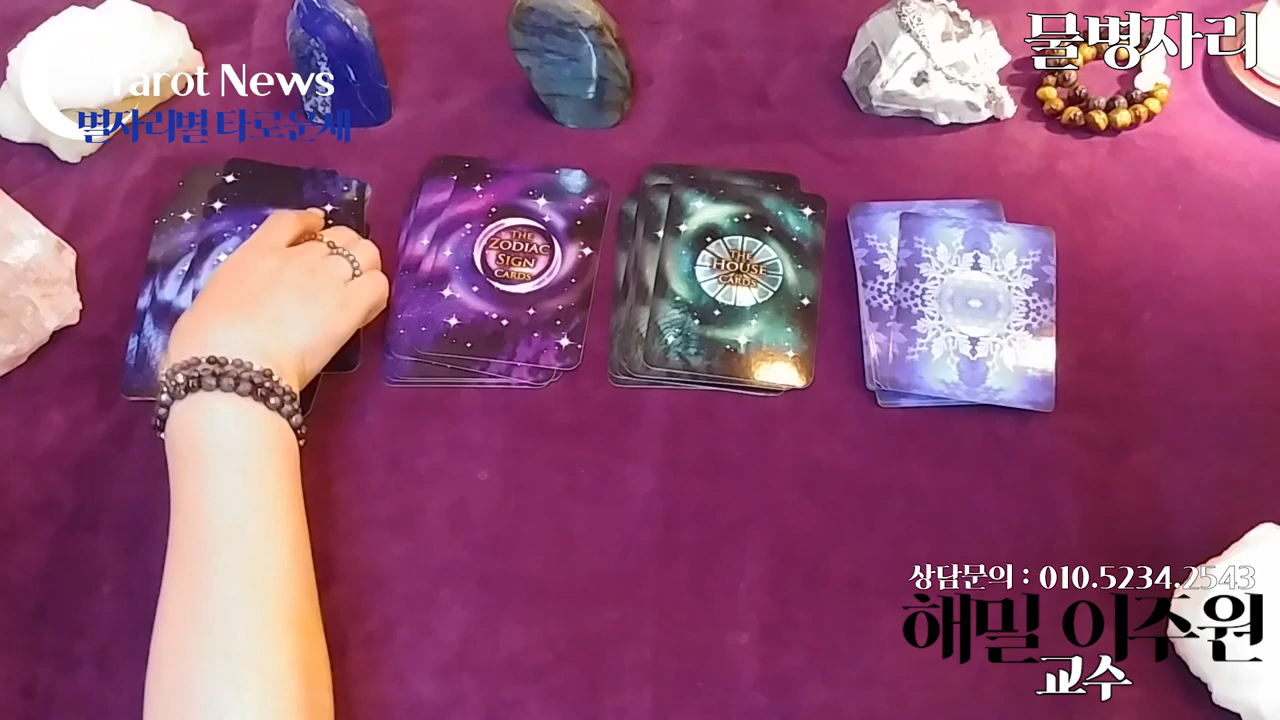 Tarot News
별자리별 타로운세
물병자리
THE
ZODIAC
SIGN
CARDS
THE
HOUSE
CARDS
상담문의 : 010.5234.2543
해밀 이주원
교수